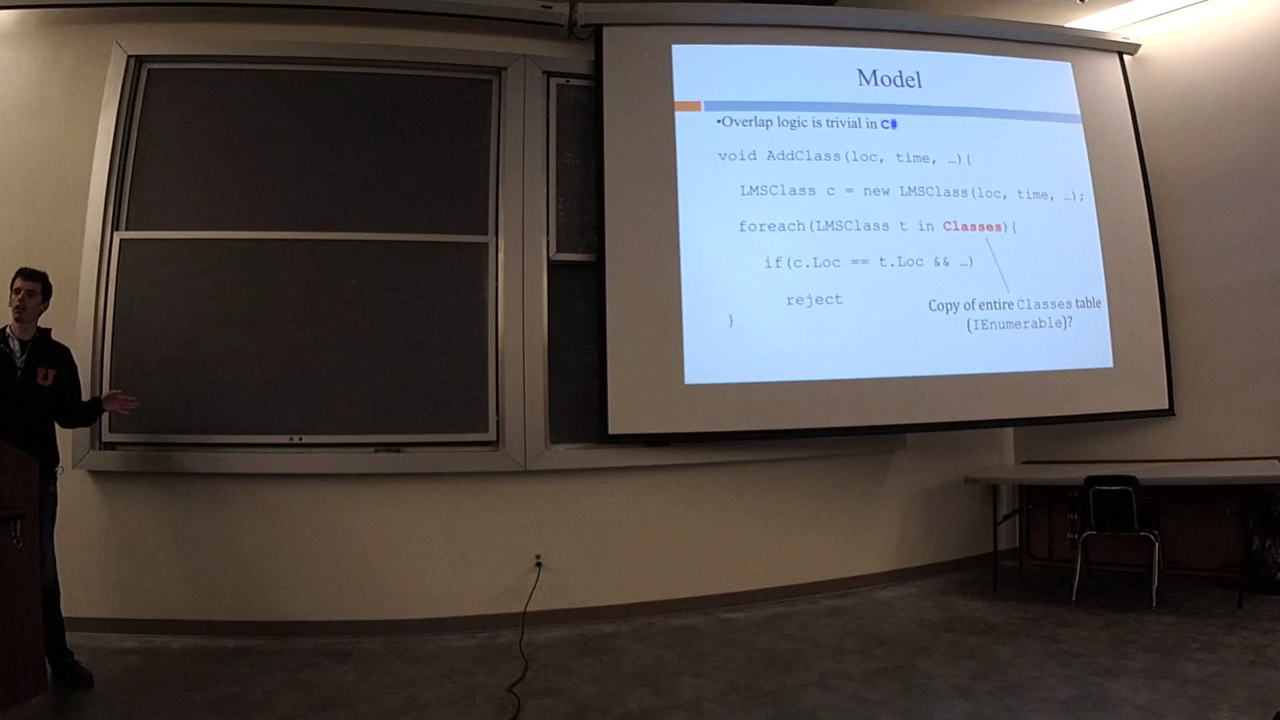 Model
•Overlap logic is trivial in C#
void AddClass(loc, time, …){
LMSClass c = new LMSClass(loc, time, …);
foreach(LMSClass t in Classes){
if(c.Loc == t.Loc && …)
reject
}
Copy of entire Classes table
(IEnumerable)?
U